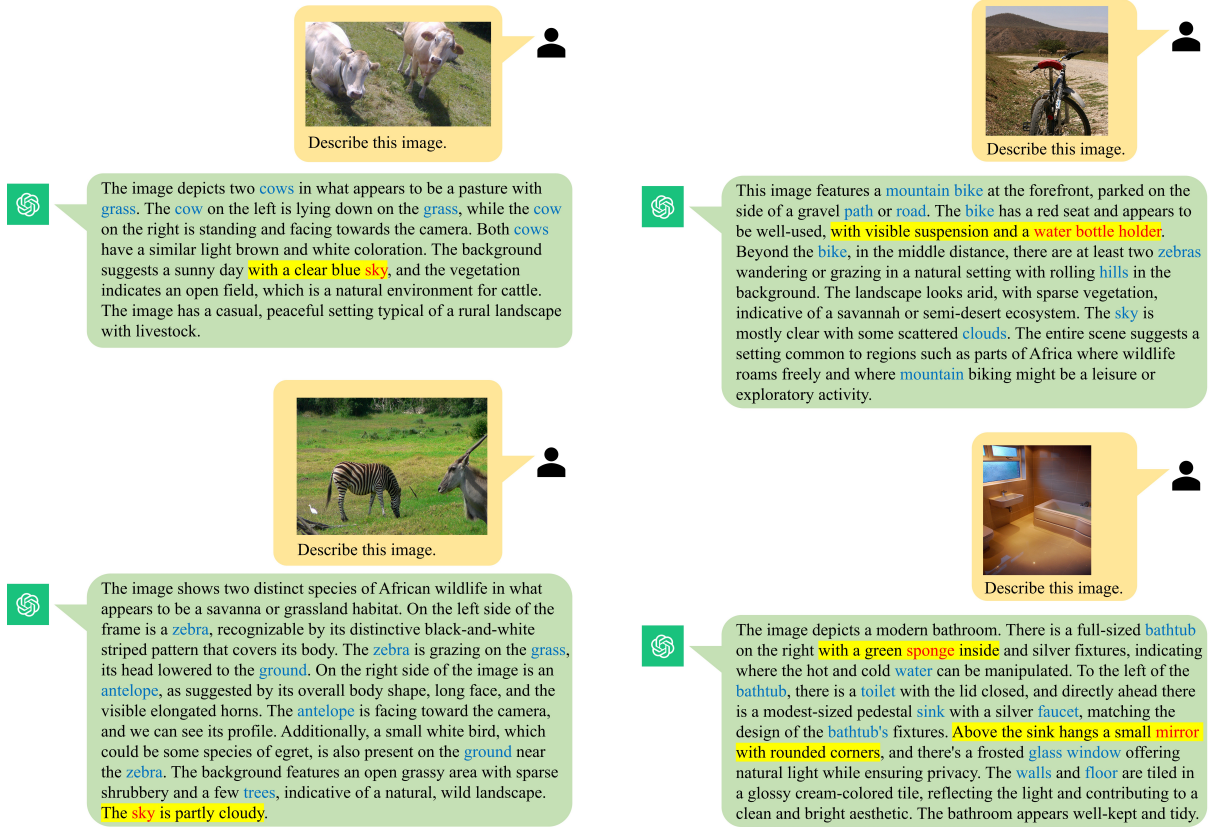 Describe this image.
The image depicts two cows in what appears to be a pasture with
grass. The cow on the left is lying down on the grass, while the cow
on the right is standing and facing towards the camera. Both cows
have a similar light brown and white coloration. The background
suggests a sunny day with a clear blue sky, and the vegetation
indicates an open field, which is a natural environment for cattle.
The image has a casual, peaceful setting typical of a rural landscape
with livestock.
Describe this image.
This image features a mountain bike at the forefront, parked on the
side of a gravel path or road. The bike has a red seat and appears to
be well-used, with visible suspension and a water bottle holder.
Beyond the bike, in the middle distance, there are at least two zebras
wandering or grazing in a natural setting with rolling hills in the
background. The landscape looks arid, with sparse vegetation,
indicative of a savannah or semi-desert ecosystem. The sky is
mostly clear with some scattered clouds. The entire scene suggests a
setting common to regions such as parts of Africa where wildlife
roams freely and where mountain biking might be a leisure or
exploratory activity.
Describe this image.
The image shows two distinct species of African wildlife in what
appears to be a savanna or grassland habitat. On the left side of the
frame is a zebra, recognizable by its distinctive black-and-white
striped pattern that covers its body. The zebra is grazing on the grass,
its head lowered to the ground. On the right side of the image is an
antelope, as suggested by its overall body shape, long face, and the
visible elongated horns. The antelope is facing toward the camera,
and we can see its profile. Additionally, a small white bird, which
could be some species of egret, is also present on the ground near
the zebra. The background features an open grassy area with sparse
shrubbery and a few trees, indicative of a natural, wild landscape.
The sky is partly cloudy.
Describe this image.
The image depicts a modern bathroom. There is a full-sized bathtub
on the right with a green sponge inside and silver fixtures, indicating
where the hot and cold water can be manipulated. To the left of the
bathtub, there is a toilet with the lid closed, and directly ahead there
is a modest-sized pedestal sink with a silver faucet, matching the
design of the bathtub's fixtures. Above the sink hangs a small mirror
with rounded corners, and there's a frosted glass window offering
natural light while ensuring privacy. The walls and floor are tiled in
a glossy cream-colored tile, reflecting the light and contributing to a
clean and bright aesthetic. The bathroom appears well-kept and tidy.